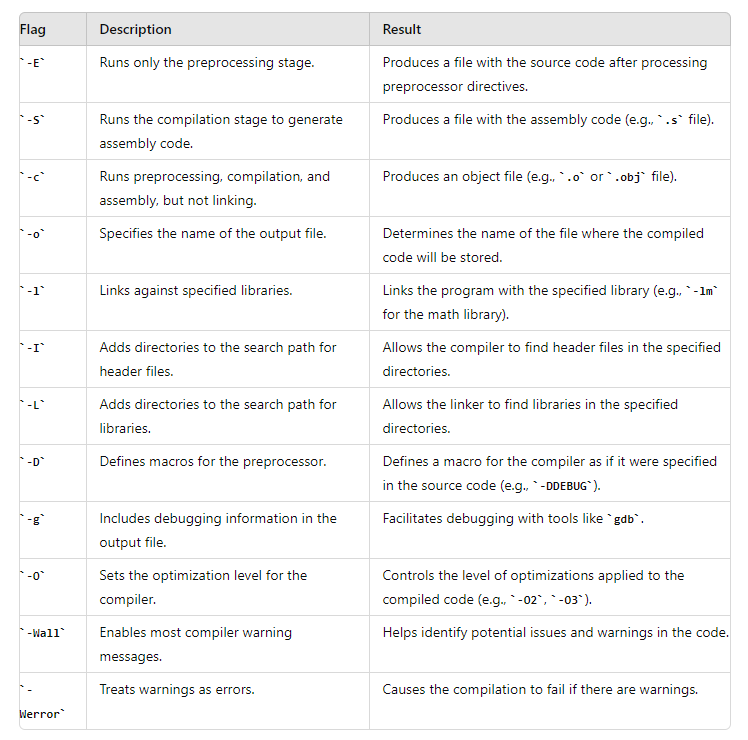 Flag Description Result
`-E` Runs only the preprocessing stage. Produces a file with the source code after processing
preprocessor directives.
`-S` Runs the compilation stage to generate Produces a file with the assembly code (e.g., `.s` file).
assembly code.
`-c` Runs preprocessing, compilation, and Produces an object file (e.g., `.o` or `.obj` file).
assembly, but not linking.
`-o` Specifies the name of the output file. Determines the name of the file where the compiled
code will be stored.
`-l` Links against specified libraries. Links the program with the specified library (e.g., `-lm`
for the math library).
`-I` Adds directories to the search path for Allows the compiler to find header files in the specified
header files. directories.
`-L` Adds directories to the search path for Allows the linker to find libraries in the specified
libraries. directories.
`-D` Defines macros for the preprocessor. Defines a macro for the compiler as if it were specified
in the source code (e.g., `-DDEBUG`).
`-g` Includes debugging information in the Facilitates debugging with tools like `gdb`.
output file.
`-O` Sets the optimization level for the Controls the level of optimizations applied to the
compiler. compiled code (e.g., `-O2`, `-O3`).
`-Wall` Enables most compiler warning Helps identify potential issues and warnings in the code.
messages.
`- Treats warnings as errors. Causes the compilation to fail if there are warnings.
Werror`